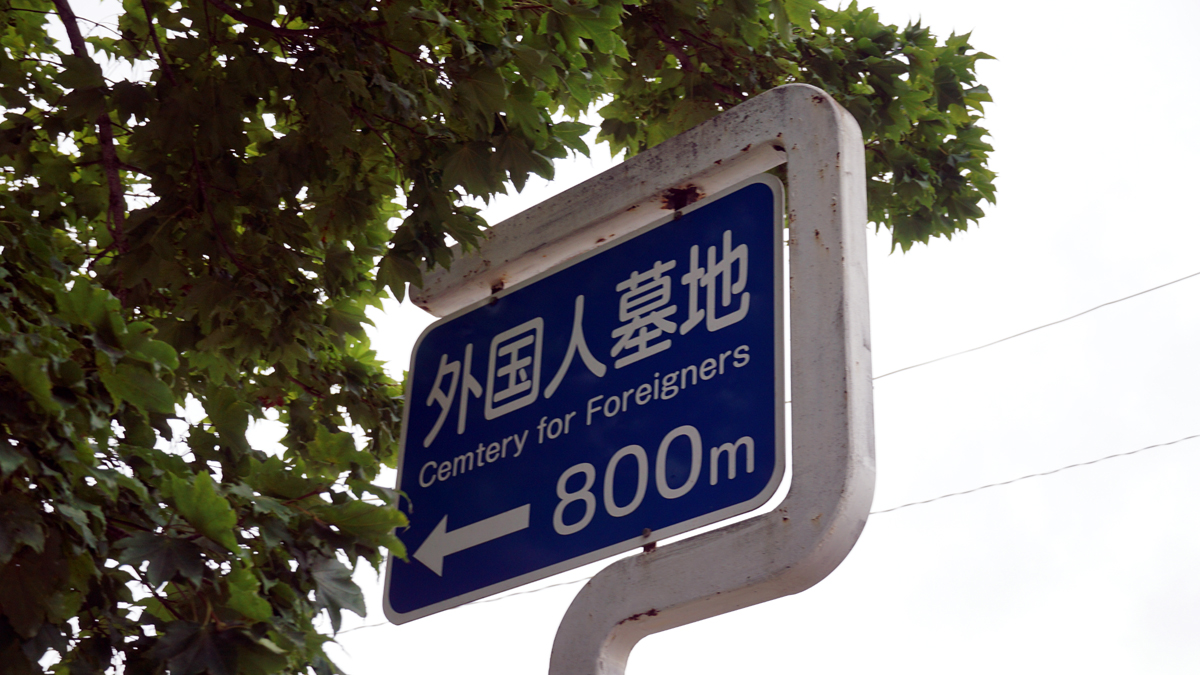 外国人墓地
Cemtery for Foreigners
← 800m